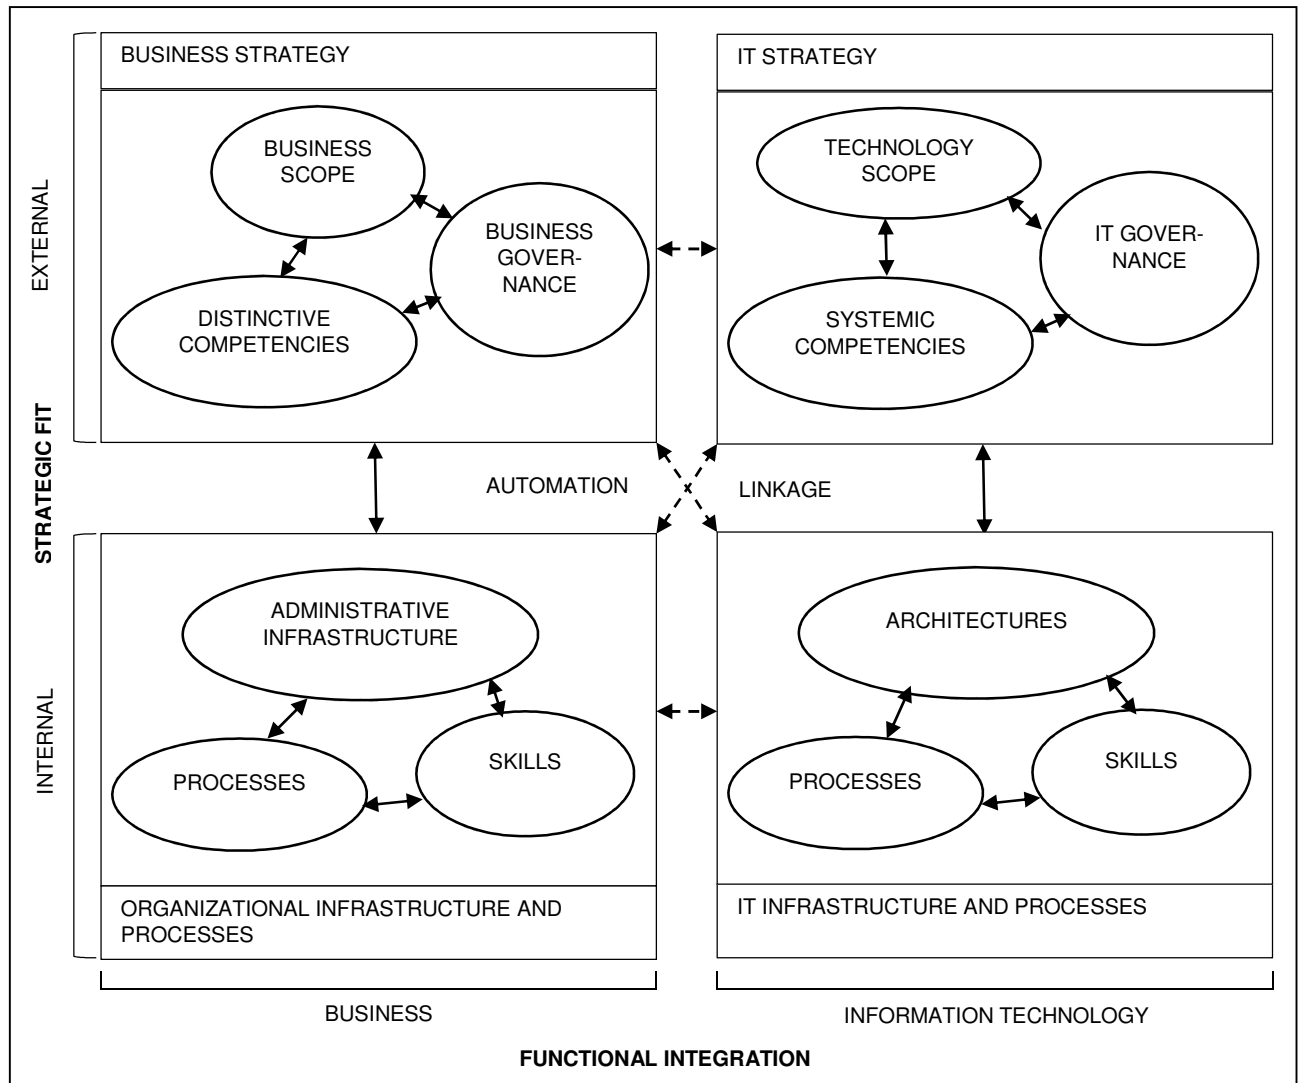 BUSINESS STRATEGY
IT STRATEGY
BUSINESS
SCOPE
BUSINESS
GOVER-
NANCE
DISTINCTIVE
COMPETENCIES
TECHNOLOGY
SCOPE
IT GOVER-
NANCE
SYSTEMIC
COMPETENCIES
EXTERNAL
STRATEGIC FIT
AUTOMATION
LINKAGE
INTERNAL
ADMINISTRATIVE
INFRASTRUCTURE
PROCESSES
SKILLS
ARCHITECTURES
PROCESSES
SKILLS
ORGANIZATIONAL INFRASTRUCTURE AND
PROCESSES
IT INFRASTRUCTURE AND PROCESSES
BUSINESS
INFORMATION TECHNOLOGY
FUNCTIONAL INTEGRATION